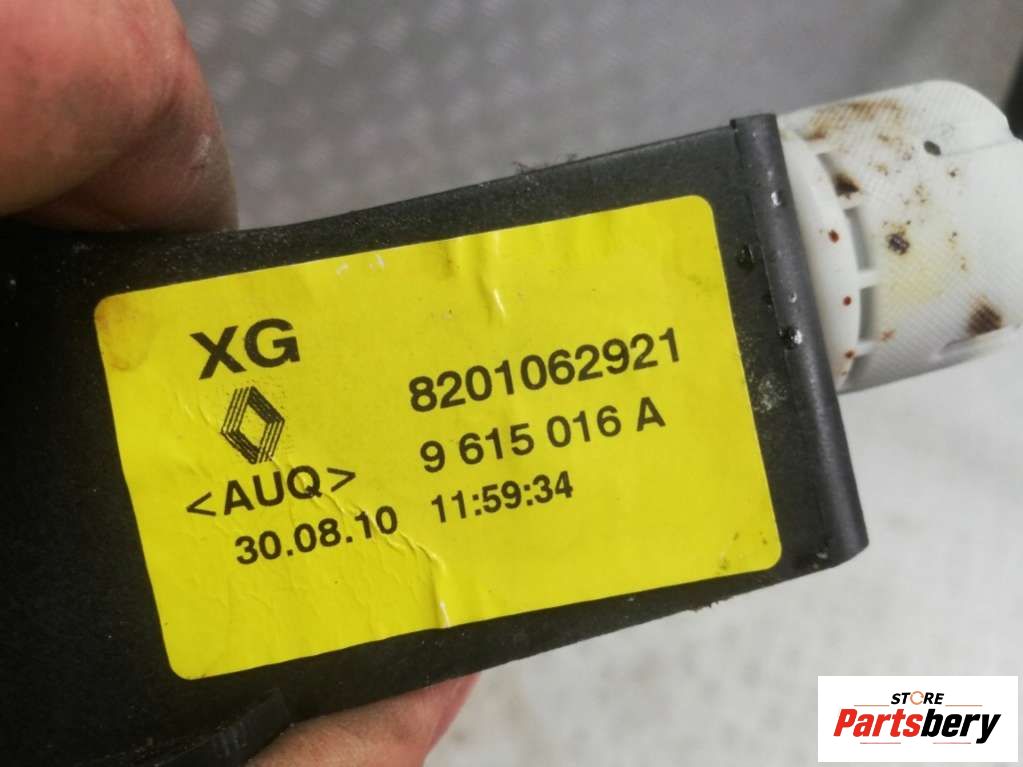 XG
8201062921
9 615 016 A
<AUQ>
30.08.10 11:59:34
STORE
Partsbery